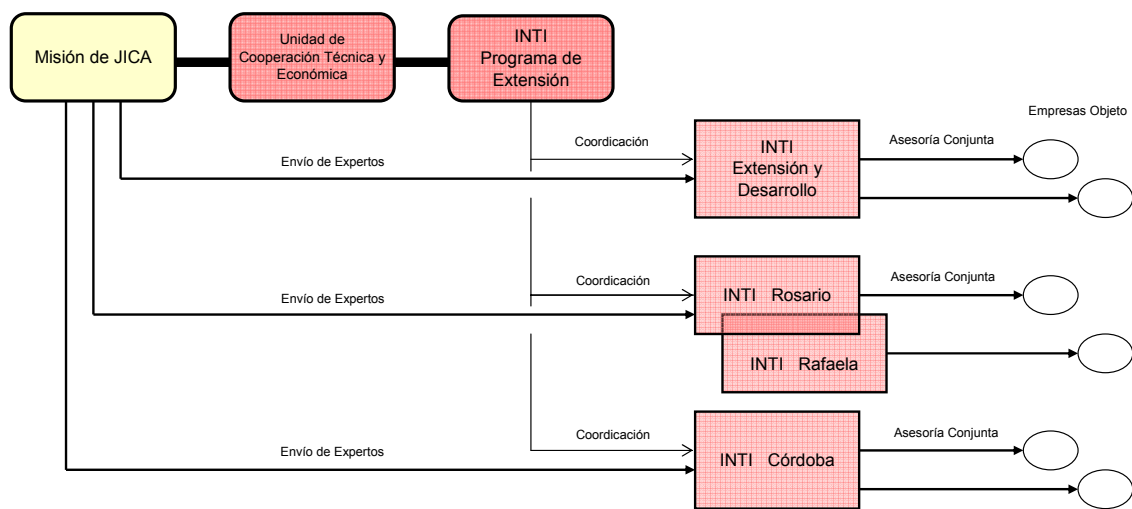 Misión de JICA
Unidad de
Cooperación Técnica y
Económica
INTI
Programa de
Extensión
Empresas Objeto
Coordicación
Asesoría Conjunta
Envío de Expertos
INTI
Extensión y
Desarrollo
Coordicación
Asesoría Conjunta
Envío de Expertos
INTI Rosario
INTI Rafaela
Coordicación
Asesoría Conjunta
Envío de Expertos
INTI Córdoba